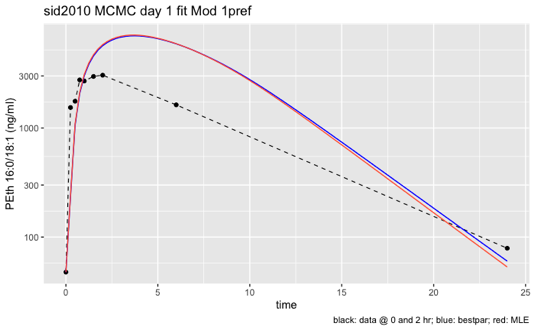 sid2010 MCMC day 1 fit Mod 1pref
PEth 16:0/18:1 (ng/ml)
3000
1000
300
100
0
5
10
15
20
25
time
black: data @ 0 and 2 hr; blue: bestpar; red: MLE